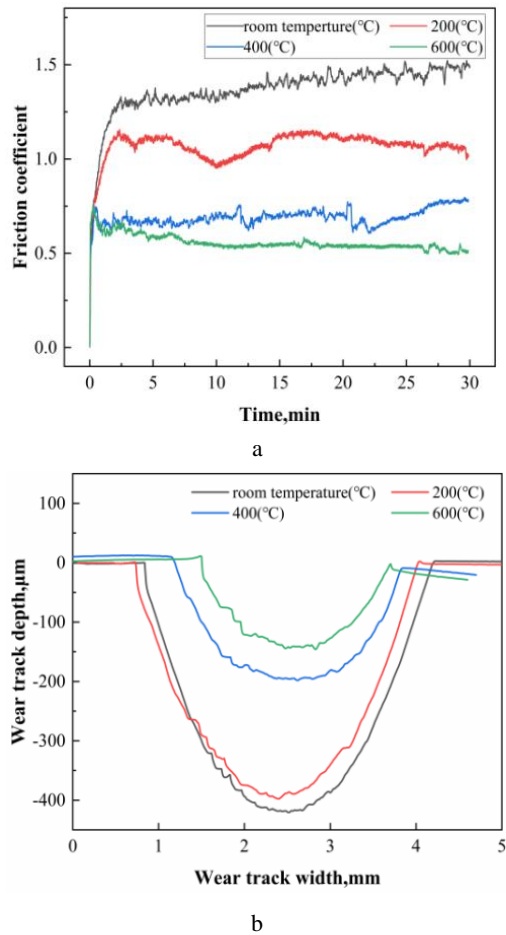 room temperture(℃) 200(℃)
400(℃) 600(℃)
1.5
1.0
0.5
0.0
Friction coefficient
0 5 10 15 20 25 30
Time,min
a
room temperature(℃) 200(℃)
400(℃) 600(℃)
100
0
-100
-200
-300
-400
Wear track depth,μm
0 1 2 3 4 5
Wear track width,mm
b